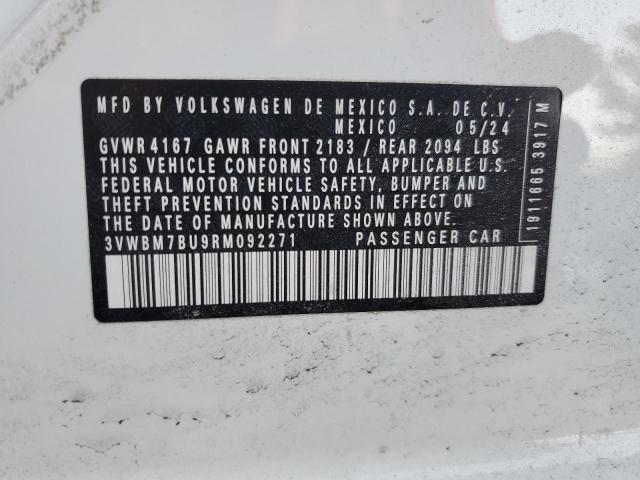 MFD BY VOLKSWAGEN DE MEXICO S.A. DE C.V.
MEXICO 05/24
GVWR 4167 GAWR FRONT 2183 / REAR 2094 LBS
THIS VEHICLE CONFORMS TO ALL APPLICABLE U.S.
FEDERAL MOTOR VEHICLE SAFETY, BUMPER AND
THEFT PREVENTION STANDARDS IN EFFECT ON
THE DATE OF MANUFACTURE SHOWN ABOVE.
3VWBM7BU9RM092271 PASSENGER CAR
1911665 3917 M